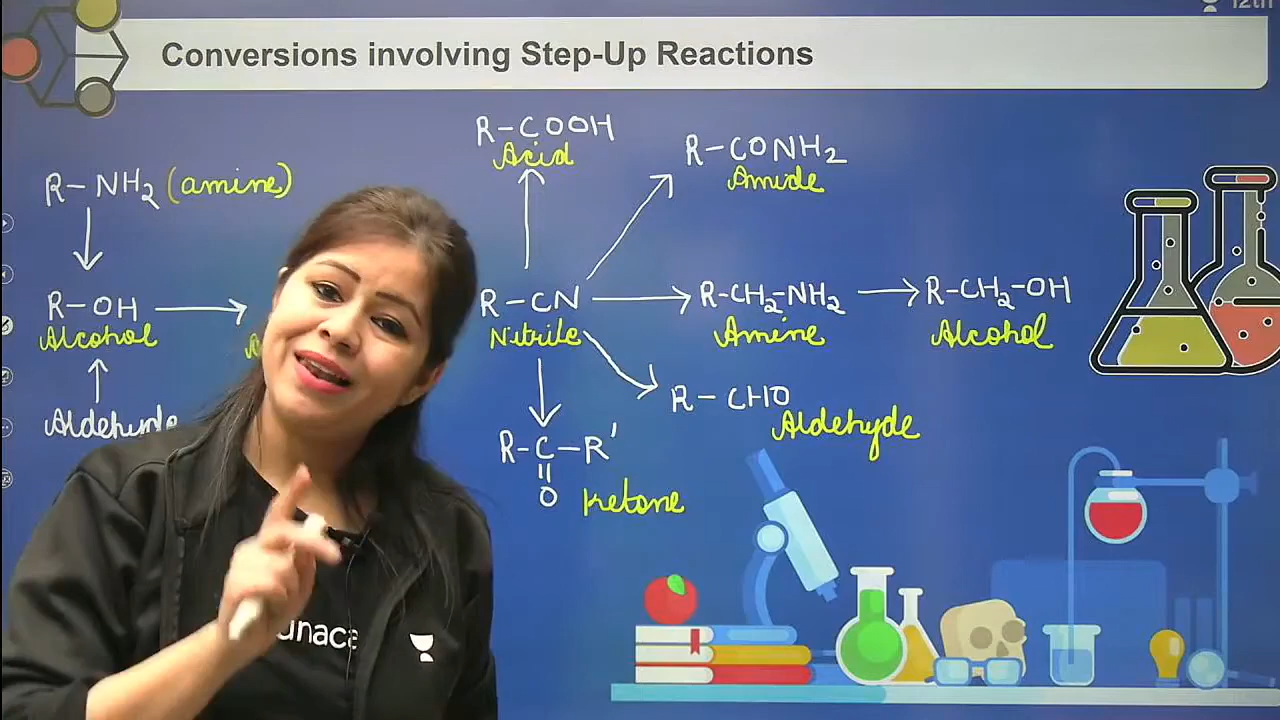 12th
Conversions involving Step-Up Reactions
R-COOH
Acid
R-CONH2
Amide
R-NH2 (amine)
R-OH
Alcohol
R-CN
Nitrile
R-CH2-NH2
Amine
R-CH2-OH
Alcohol
R-CHO
Aldehyde
Aldehyde
R-C-R'
O
Ketone
unaca